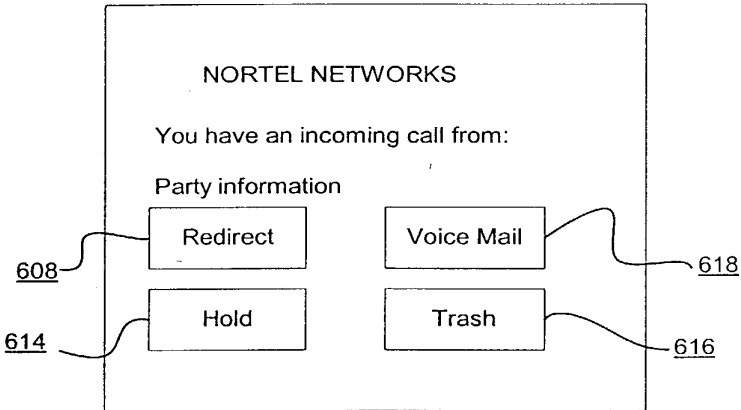 NORTEL NETWORKS
You have an incoming call from:
Party information
Redirect Voice Mail
608 618
Hold Trash
614 616